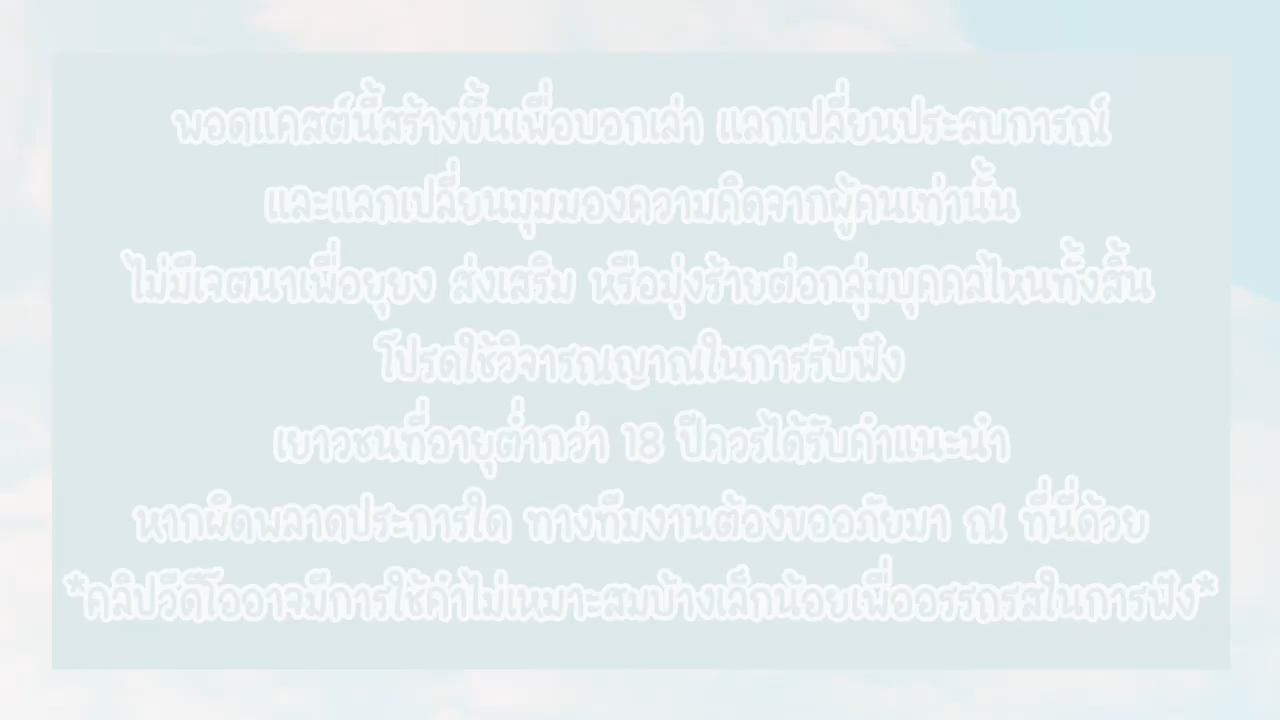 พอดแคสต์นี้สร้างขึ้นเพื่อบอกเล่า แลกเปลี่ยนประสบการณ์
และแลกเปลี่ยนมุมมองความคิดจากผู้คนเท่านั้น
ไม่มีเจตนาเพื่อยุยง ส่งเสริม หรือมุ่งร้ายต่อกลุ่มบุคคลไหนทั้งสิ้น
โปรดใช้วิจารณญาณในการรับฟัง
เยาวชนที่อายุต่ำกว่า 18 ปีควรได้รับคำแนะนำ
หากผิดพลาดประการใด ทางทีมงานต้องขออภัยมา ณ ที่นี่ด้วย
*คลิปวีดีโออาจมีการใช้คำไม่เหมาะสมบ้างเล็กน้อยเพื่ออรรถรสในการฟัง*